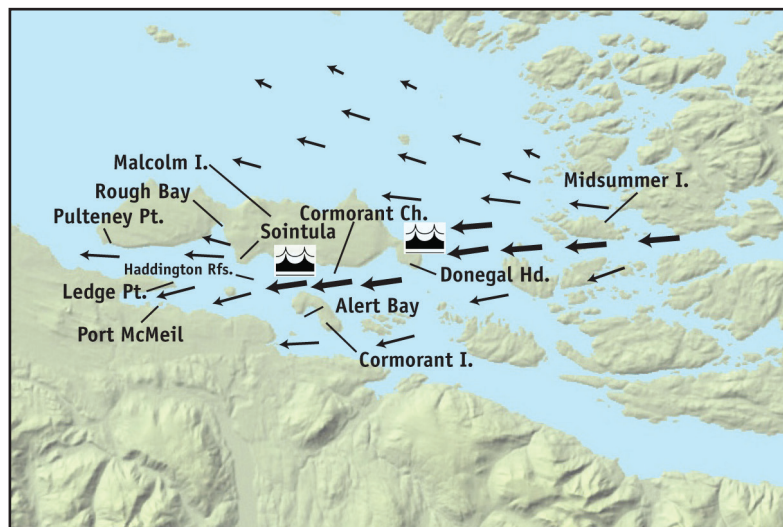 Malcolm I.
Midsummer I.
Rough Bay
Cormorant Ch.
Pulteney Pt.
Sointula
Haddington Rfs.
Donegal Hd.
Ledge Pt.
Alert Bay
Port McMeil
Cormorant I.